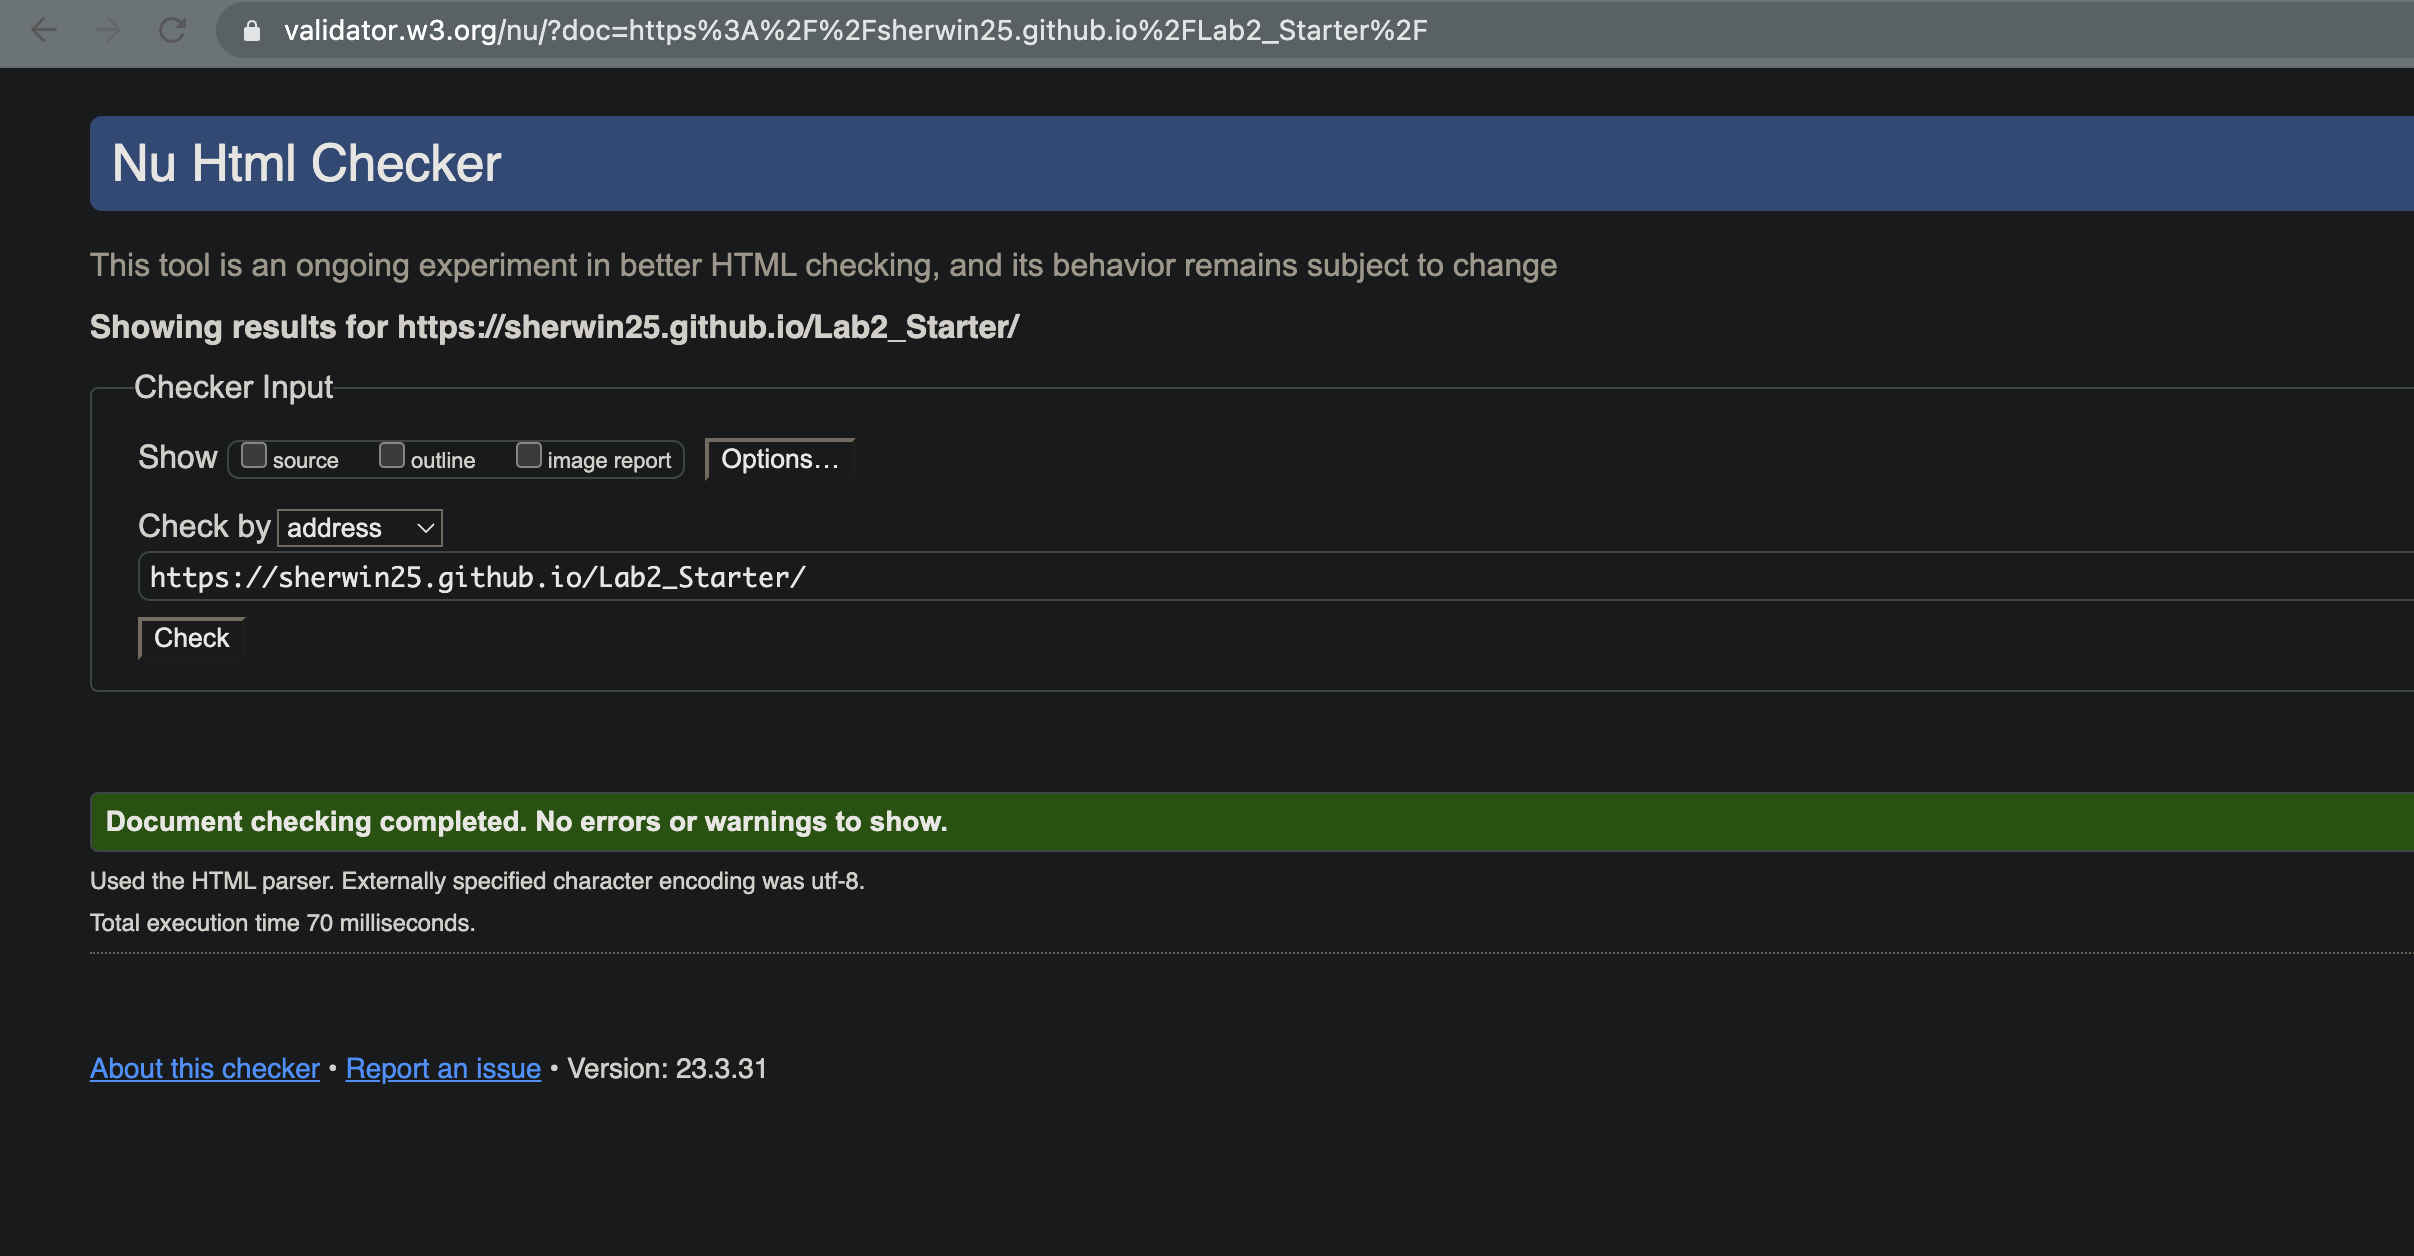 validator.w3.org/nu/?doc=https%3A%2F%2Fsherwin25.github.io%2FLab2_Starter%2F
Nu Html Checker
This tool is an ongoing experiment in better HTML checking, and its behavior remains subject to change
Showing results for https://sherwin25.github.io/Lab2_Starter/
Checker Input
Show source outline image report Options...
Check by address
https://sherwin25.github.io/Lab2_Starter/
Check
Document checking completed. No errors or warnings to show.
Used the HTML parser. Externally specified character encoding was utf-8.
Total execution time 70 milliseconds.
About this checker • Report an issue • Version: 23.3.31